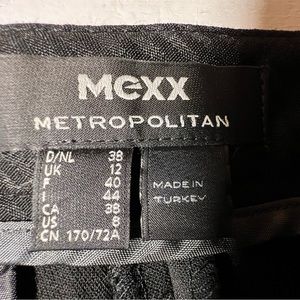 Mexx
METROPOLITAN
D/NL 38
UK 12
F 40
I 44
CA 38
US 8
CN 170/72A
MADE IN
TURKEY